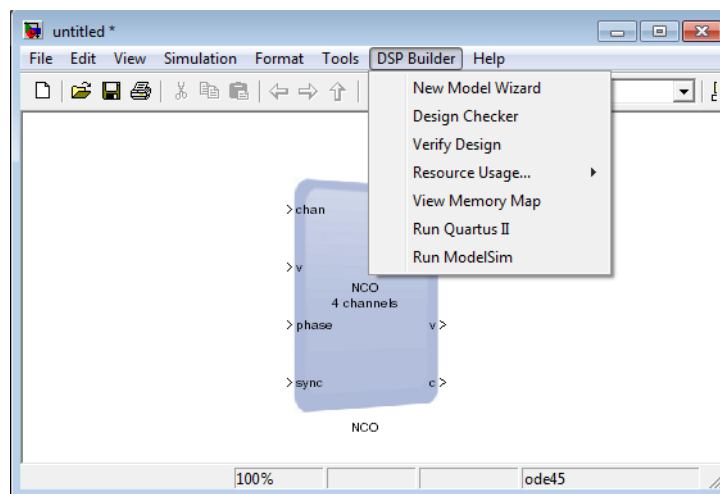 untitled *
File Edit View Simulation Format Tools DSP Builder Help
New Model Wizard
Design Checker
Verify Design
Resource Usage...
View Memory Map
Run Quartus II
Run ModelSim
chan
v
NCO
4 channels
phase
v
sync
c
NCO
100%
ode45